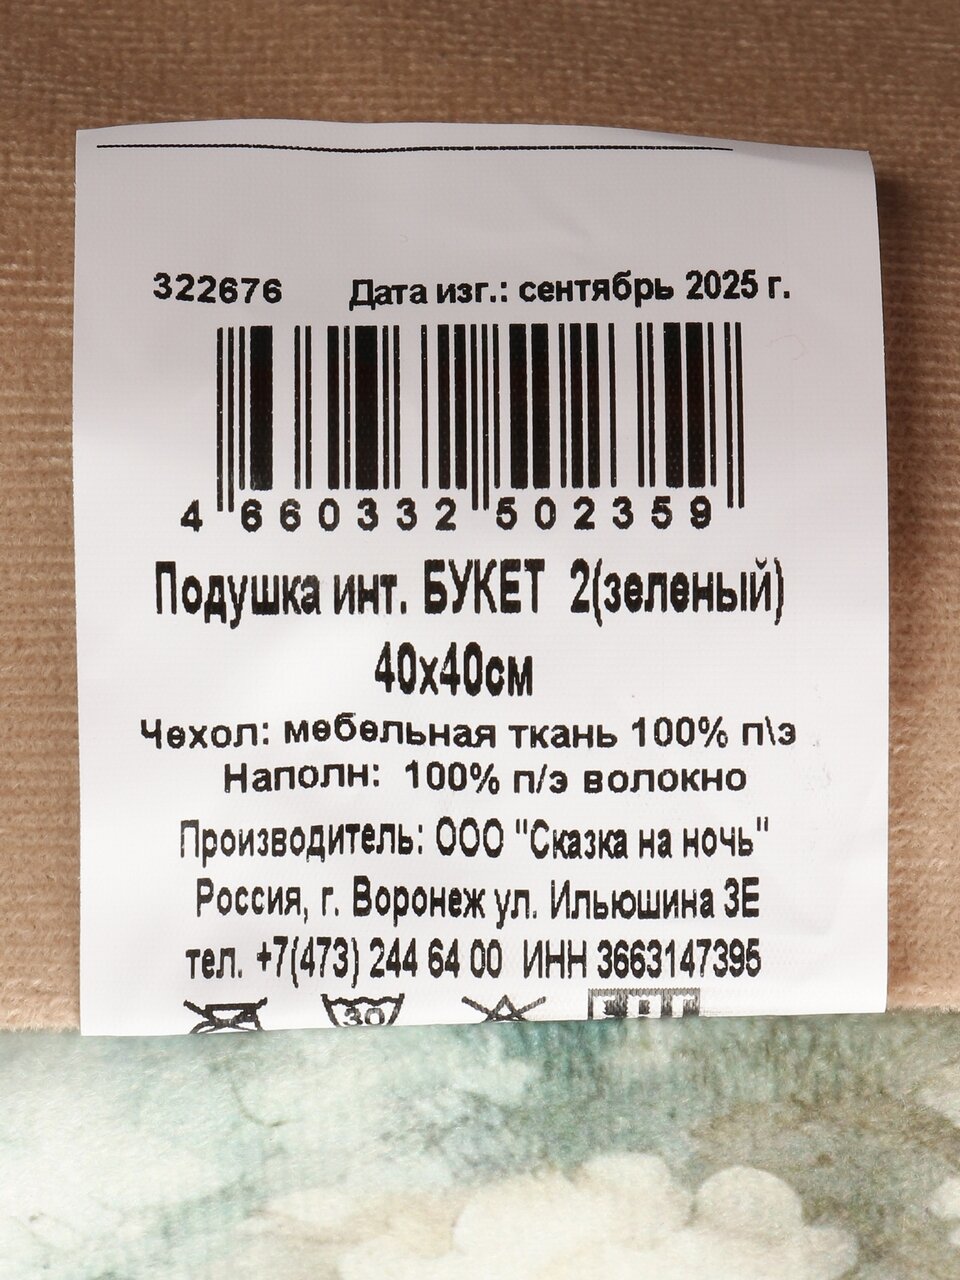 322676 Дата изг.: сентябрь 2025 г.
4 660332 502359
Подушка инт. БУКЕТ 2(зеленый)
40х40см
Чехол: мебельная ткань 100% п\э
Наполн: 100% п/э волокно
Производитель: ООО "Сказка на ночь"
Россия, г. Воронеж ул. Ильюшина 3Е
тел. +7(473) 244 64 00 ИНН 3663147395
30